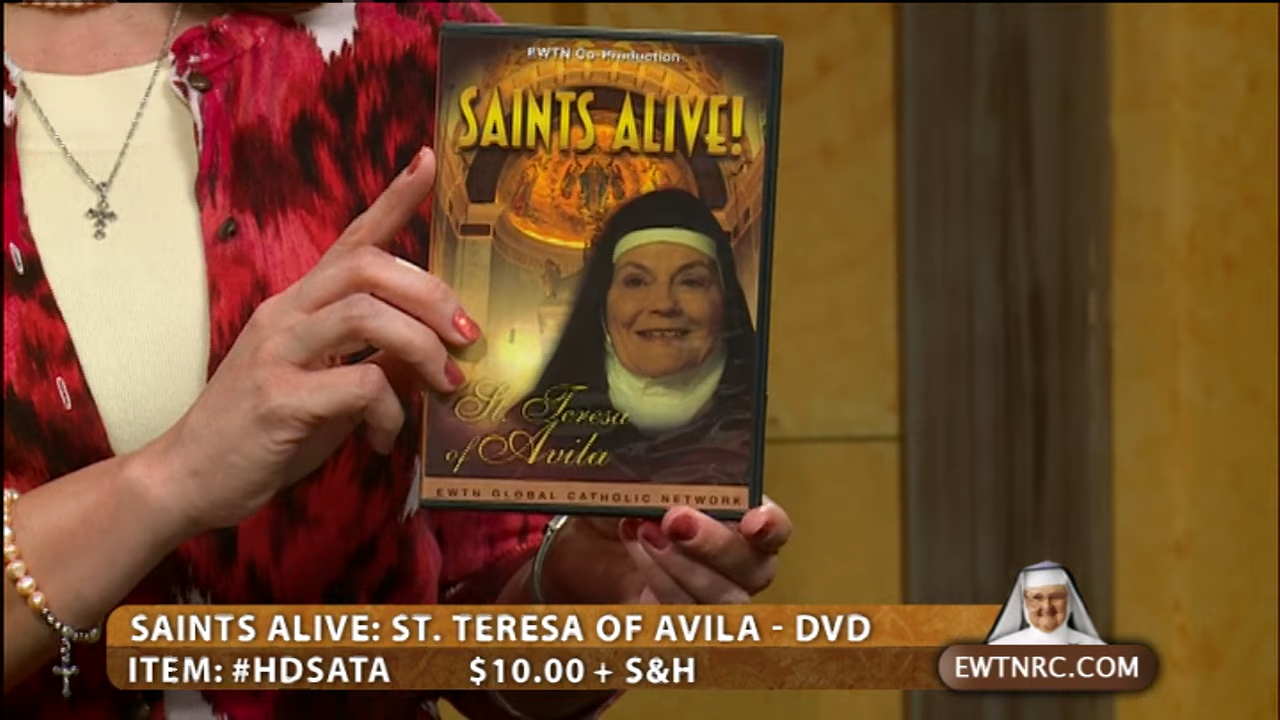 EWTN Co-Production
SAINTS ALIVE!
St. Teresa
of Avila
EWTN GLOBAL CATHOLIC NETWORK
SAINTS ALIVE: ST. TERESA OF AVILA - DVD
ITEM: #HDSATA $10.00 + S&H
EWTNRC.COM